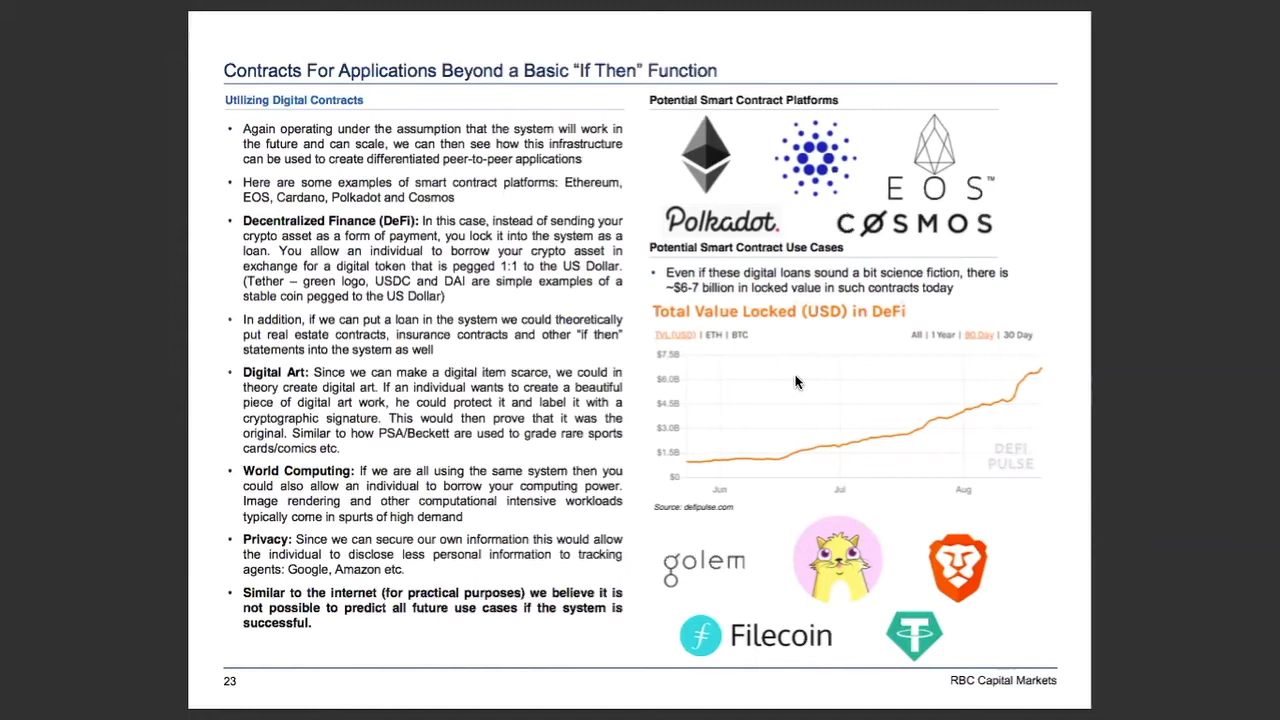 Contracts For Applications Beyond a Basic “If Then” Function
Utilizing Digital Contracts
• Again operating under the assumption that the system will work in
the future and can scale, we can then see how this infrastructure
can be used to create differentiated peer-to-peer applications
• Here are some examples of smart contract platforms: Ethereum,
EOS, Cardano, Polkadot and Cosmos
• Decentralized Finance (DeFi): In this case, instead of sending your
crypto asset as a form of payment, you lock it into the system as a
loan. You allow an individual to borrow your crypto asset in
exchange for a digital token that is pegged 1:1 to the US Dollar.
(Tether – green logo, USDC and DAI are simple examples of a
stable coin pegged to the US Dollar)
• In addition, if we can put a loan in the system we could theoretically
put real estate contracts, insurance contracts and other “if then”
statements into the system as well
• Digital Art: Since we can make a digital item scarce, we could in
theory create digital art. If an individual wants to create a beautiful
piece of digital art work, he could protect it and label it with a
cryptographic signature. This would then prove that it was the
original. Similar to how PSA/Beckett are used to grade rare sports
cards/comics etc.
• World Computing: If we are all using the same system then you
could also allow an individual to borrow your computing power.
Image rendering and other computational intensive workloads
typically come in spurts of high demand
• Privacy: Since we can secure our own information this would allow
the individual to disclose less personal information to tracking
agents: Google, Amazon etc.
• Similar to the internet (for practical purposes) we believe it is
not possible to predict all future use cases if the system is
successful.
Potential Smart Contract Platforms
EOS™
Polkadot.
COSMOS
Potential Smart Contract Use Cases
• Even if these digital loans sound a bit science fiction, there is
~$6-7 billion in locked value in such contracts today
Total Value Locked (USD) in DeFi
TVL (USD) | ETH | BTC
All | 1 Year | 90 Day | 30 Day
$7.5B
$6.0B
$4.5B
$3.0B
$1.5B
$0
Jun Jul Aug
DEFI
PULSE
Source: defipulse.com
golem
Filecoin
23
RBC Capital Markets